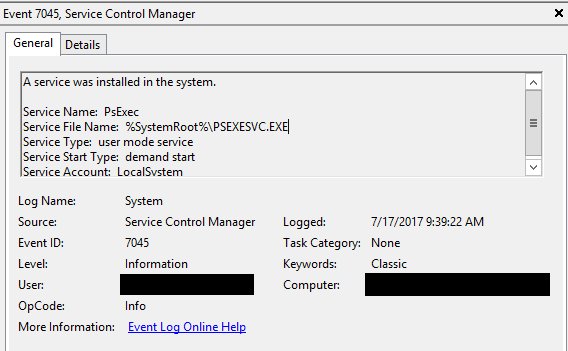 Event 7045, Service Control Manager
General Details
A service was installed in the system.
Service Name: PsExec
Service File Name: %SystemRoot%\PSEXESVC.EXE
Service Type: user mode service
Service Start Type: demand start
Service Account: LocalSystem
Log Name: System
Source: Service Control Manager Logged: 7/17/2017 9:39:22 AM
Event ID: 7045 Task Category: None
Level: Information Keywords: Classic
User: Computer:
OpCode: Info
More Information: Event Log Online Help